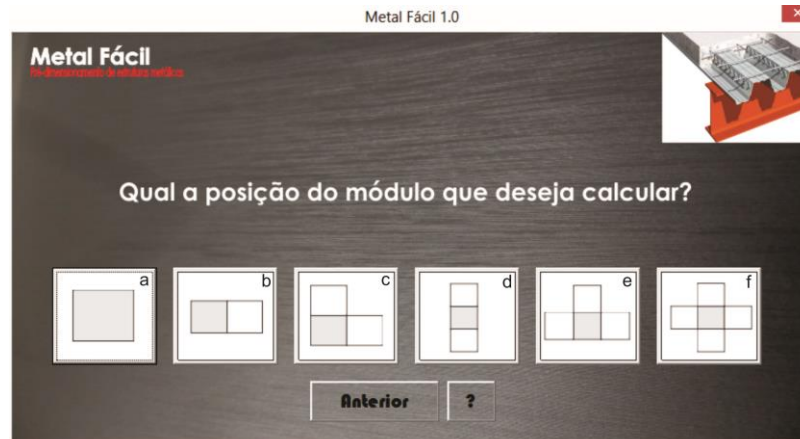 Metal Fácil 1.0
Metal Fácil
Pré-dimensionamento de estruturas metálicas
Qual a posição do módulo que deseja calcular?
a
b
c
d
e
f
Anterior
?